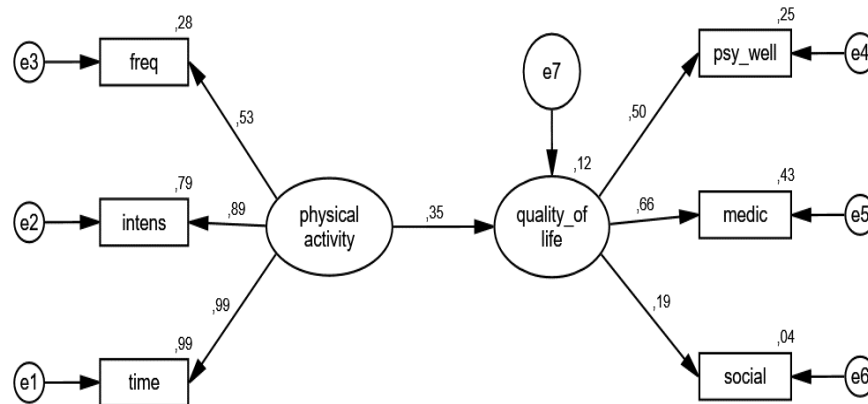 ,28
,25
e3
freq
psy_well
e4
e7
,53
,50
,79
,12
,43
e2
intens
,89
physical
activity
,35
quality_of
life
,66
medic
e5
,99
,19
,99
,04
e1
time
social
e6